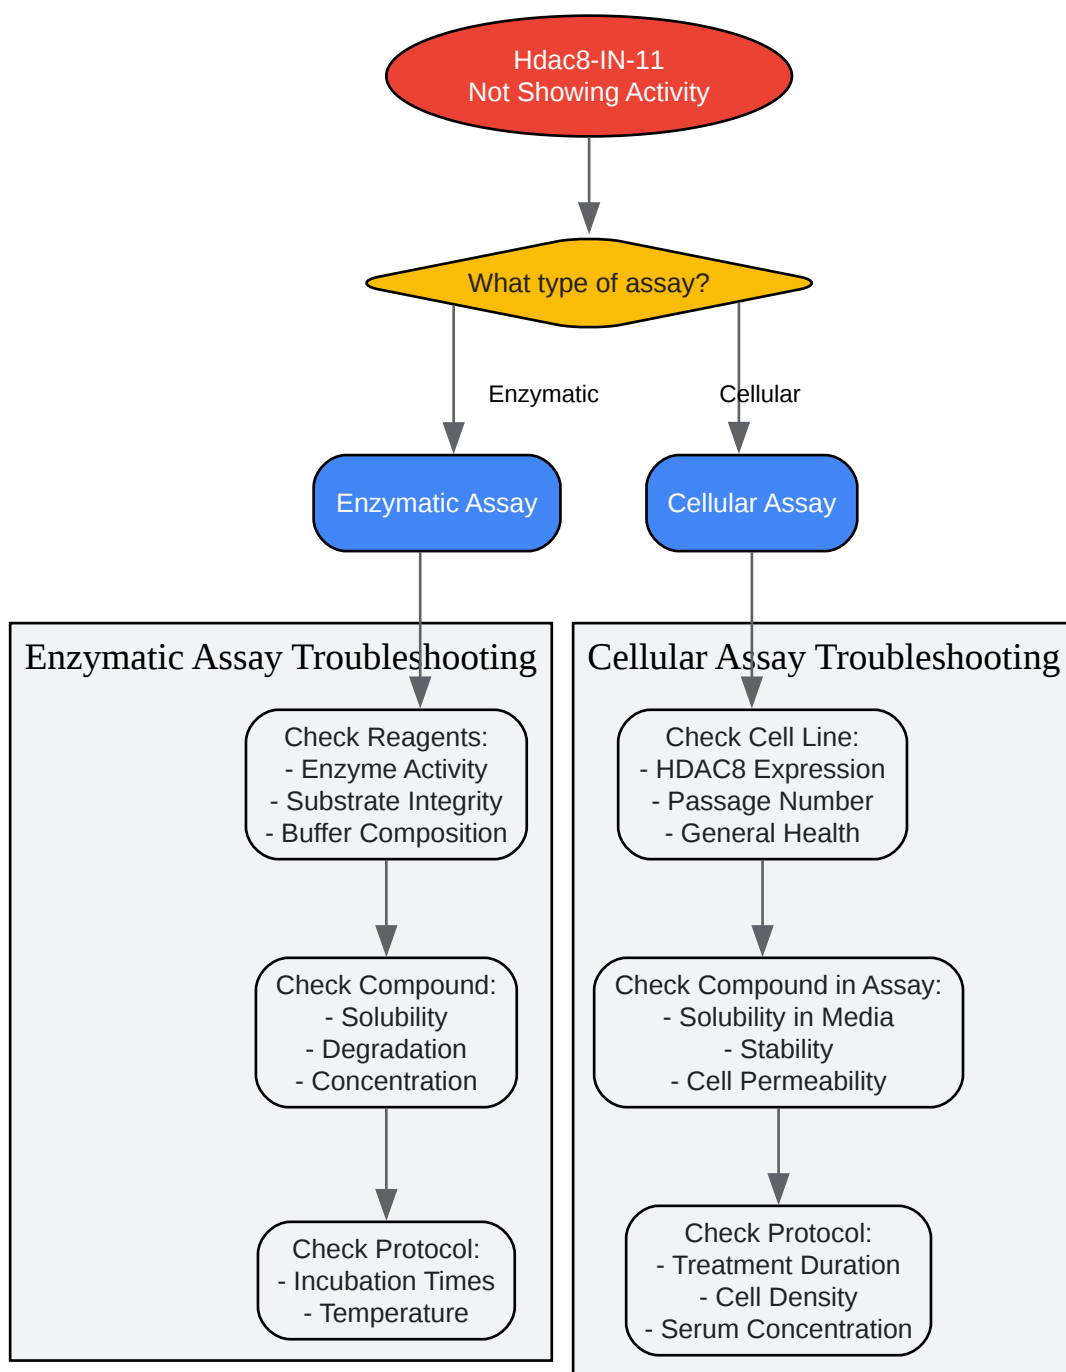 Hdac8-IN-11
Not Showing Activity
What type of assay?
Enzymatic
Cellular
Enzymatic Assay
Cellular Assay
Enzymatic Assay Troubleshooting
Check Reagents:
- Enzyme Activity
- Substrate Integrity
- Buffer Composition
Check Compound:
- Solubility
- Degradation
- Concentration
Check Protocol:
- Incubation Times
- Temperature
Cellular Assay Troubleshooting
Check Cell Line:
- HDAC8 Expression
- Passage Number
- General Health
Check Compound in Assay:
- Solubility in Media
- Stability
- Cell Permeability
Check Protocol:
- Treatment Duration
- Cell Density
- Serum Concentration